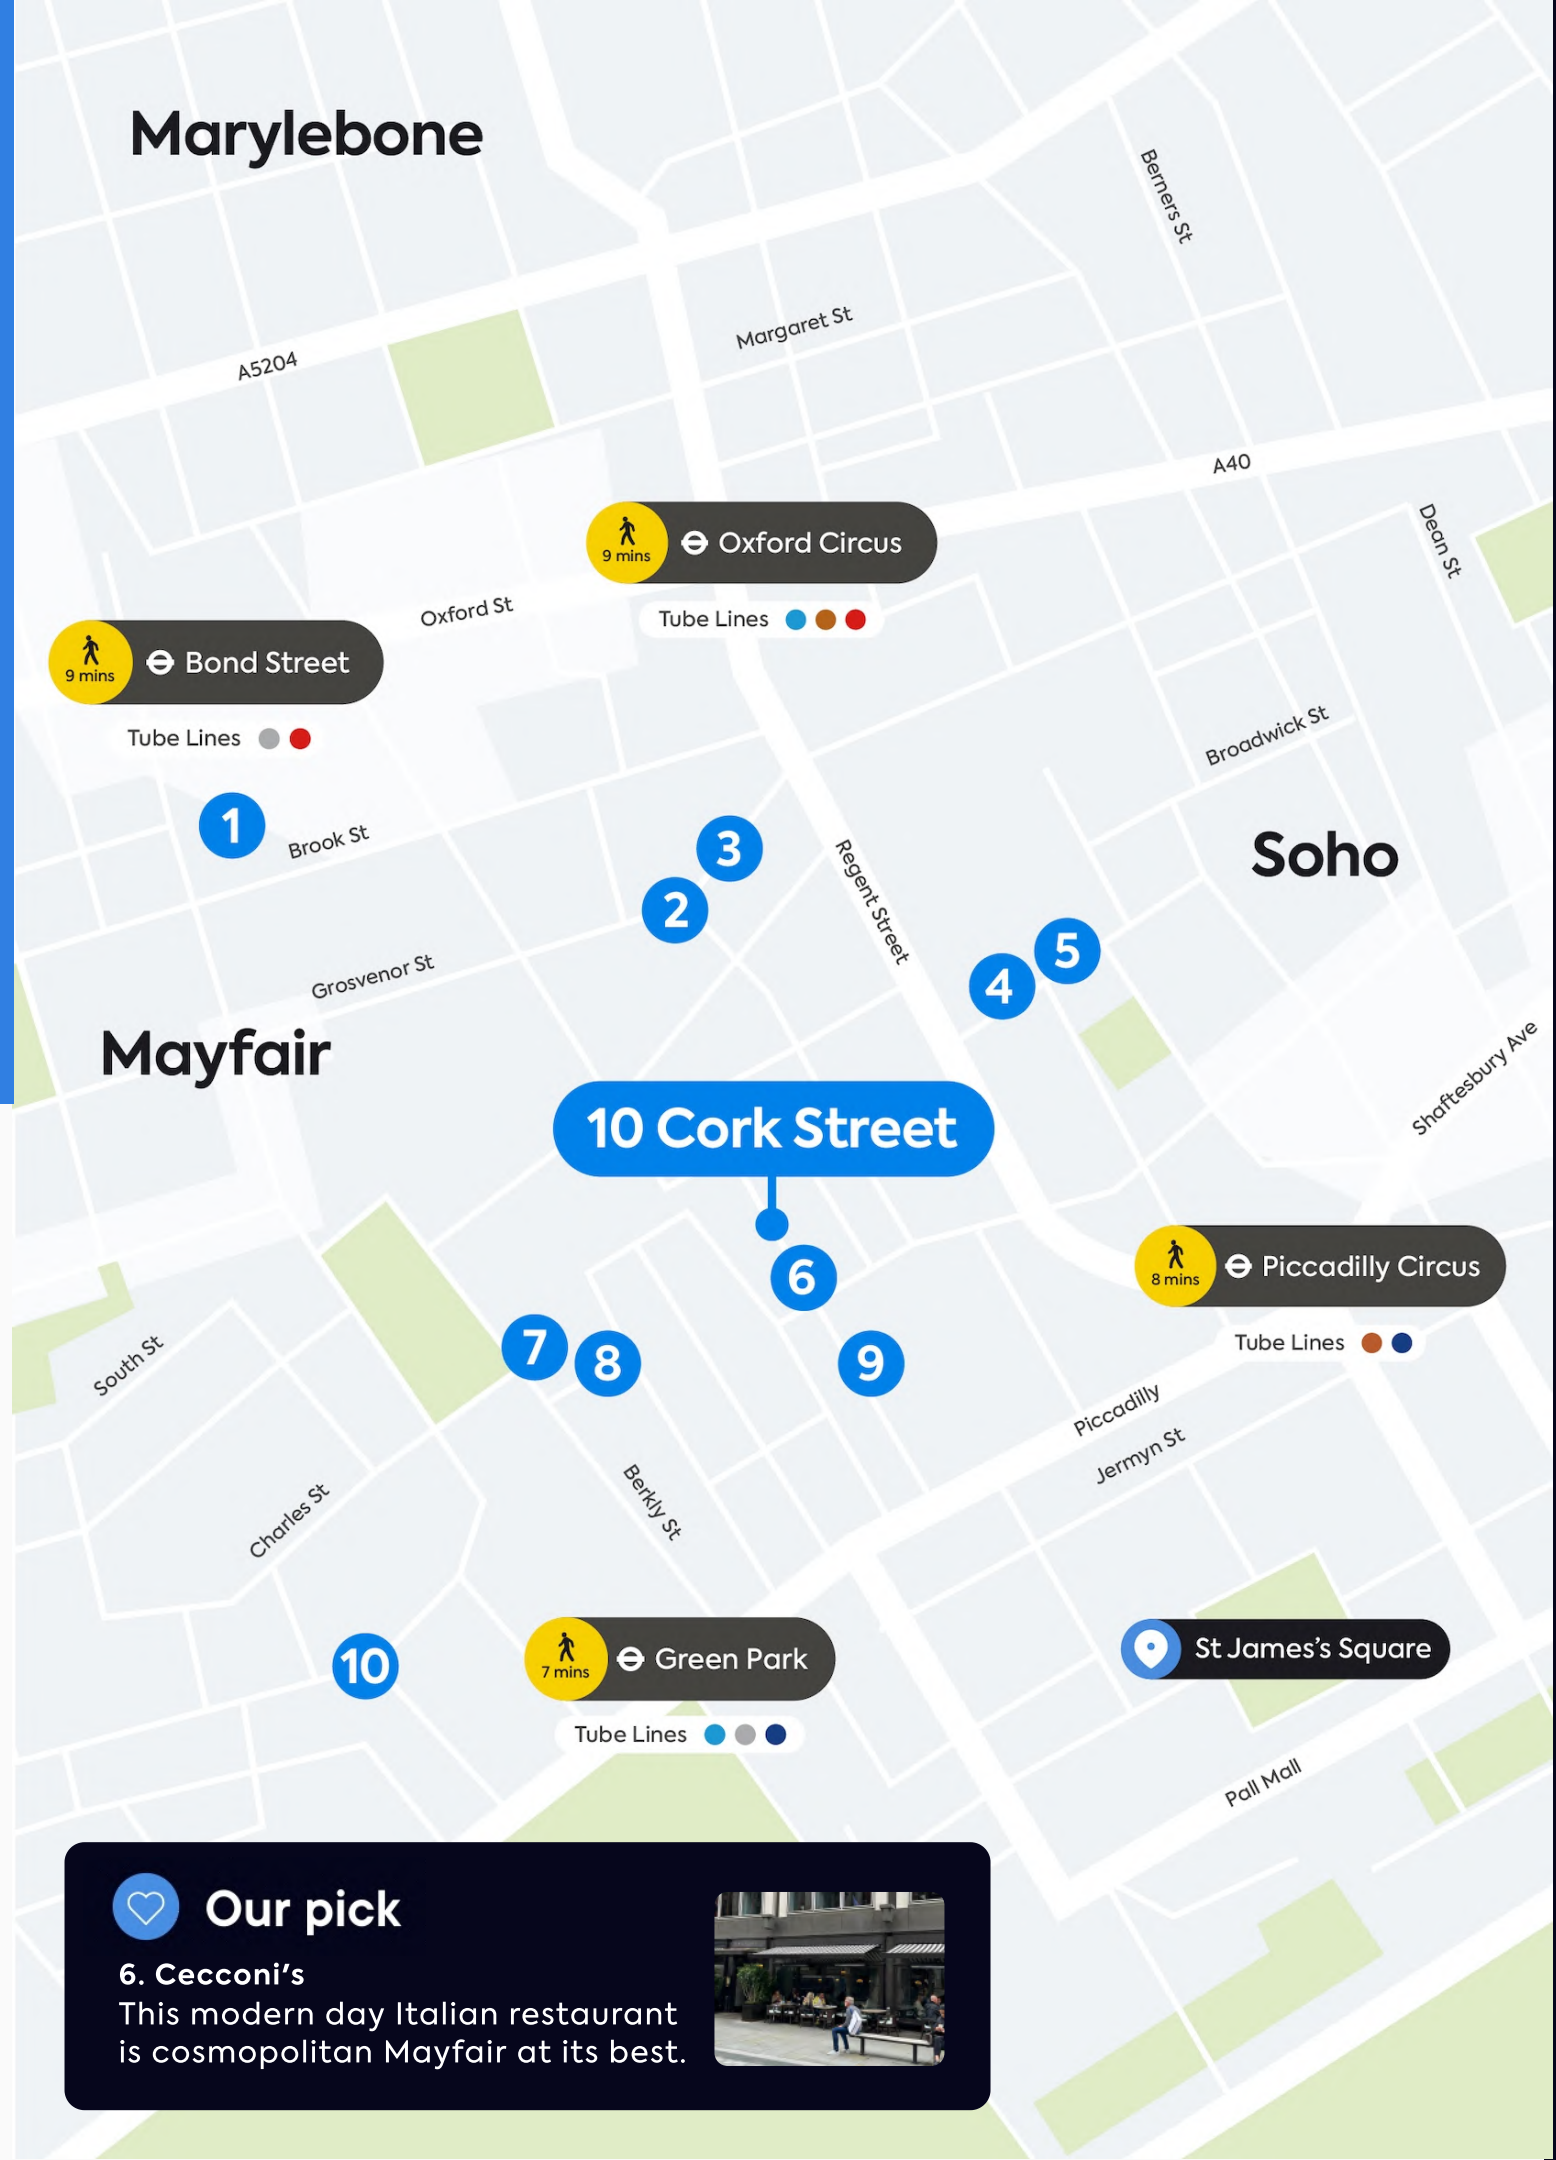 Marylebone
Berners St
Margaret St
A5204
A40
Dean St
9 mins
Oxford Circus
Tube Lines
Oxford St
9 mins
Bond Street
Tube Lines
Broadwick St
1
Brook St
3
2
Regent Street
Soho
5
4
Grosvenor St
Mayfair
Shaftesbury Ave
10 Cork Street
6
8 mins
Piccadilly Circus
Tube Lines
South St
7
8
9
Piccadilly
Jermyn St
Charles St
Berkly St
10
7 mins
Green Park
Tube Lines
St James's Square
Pall Mall
Our pick
6. Cecconi's
This modern day Italian restaurant
is cosmopolitan Mayfair at its best.